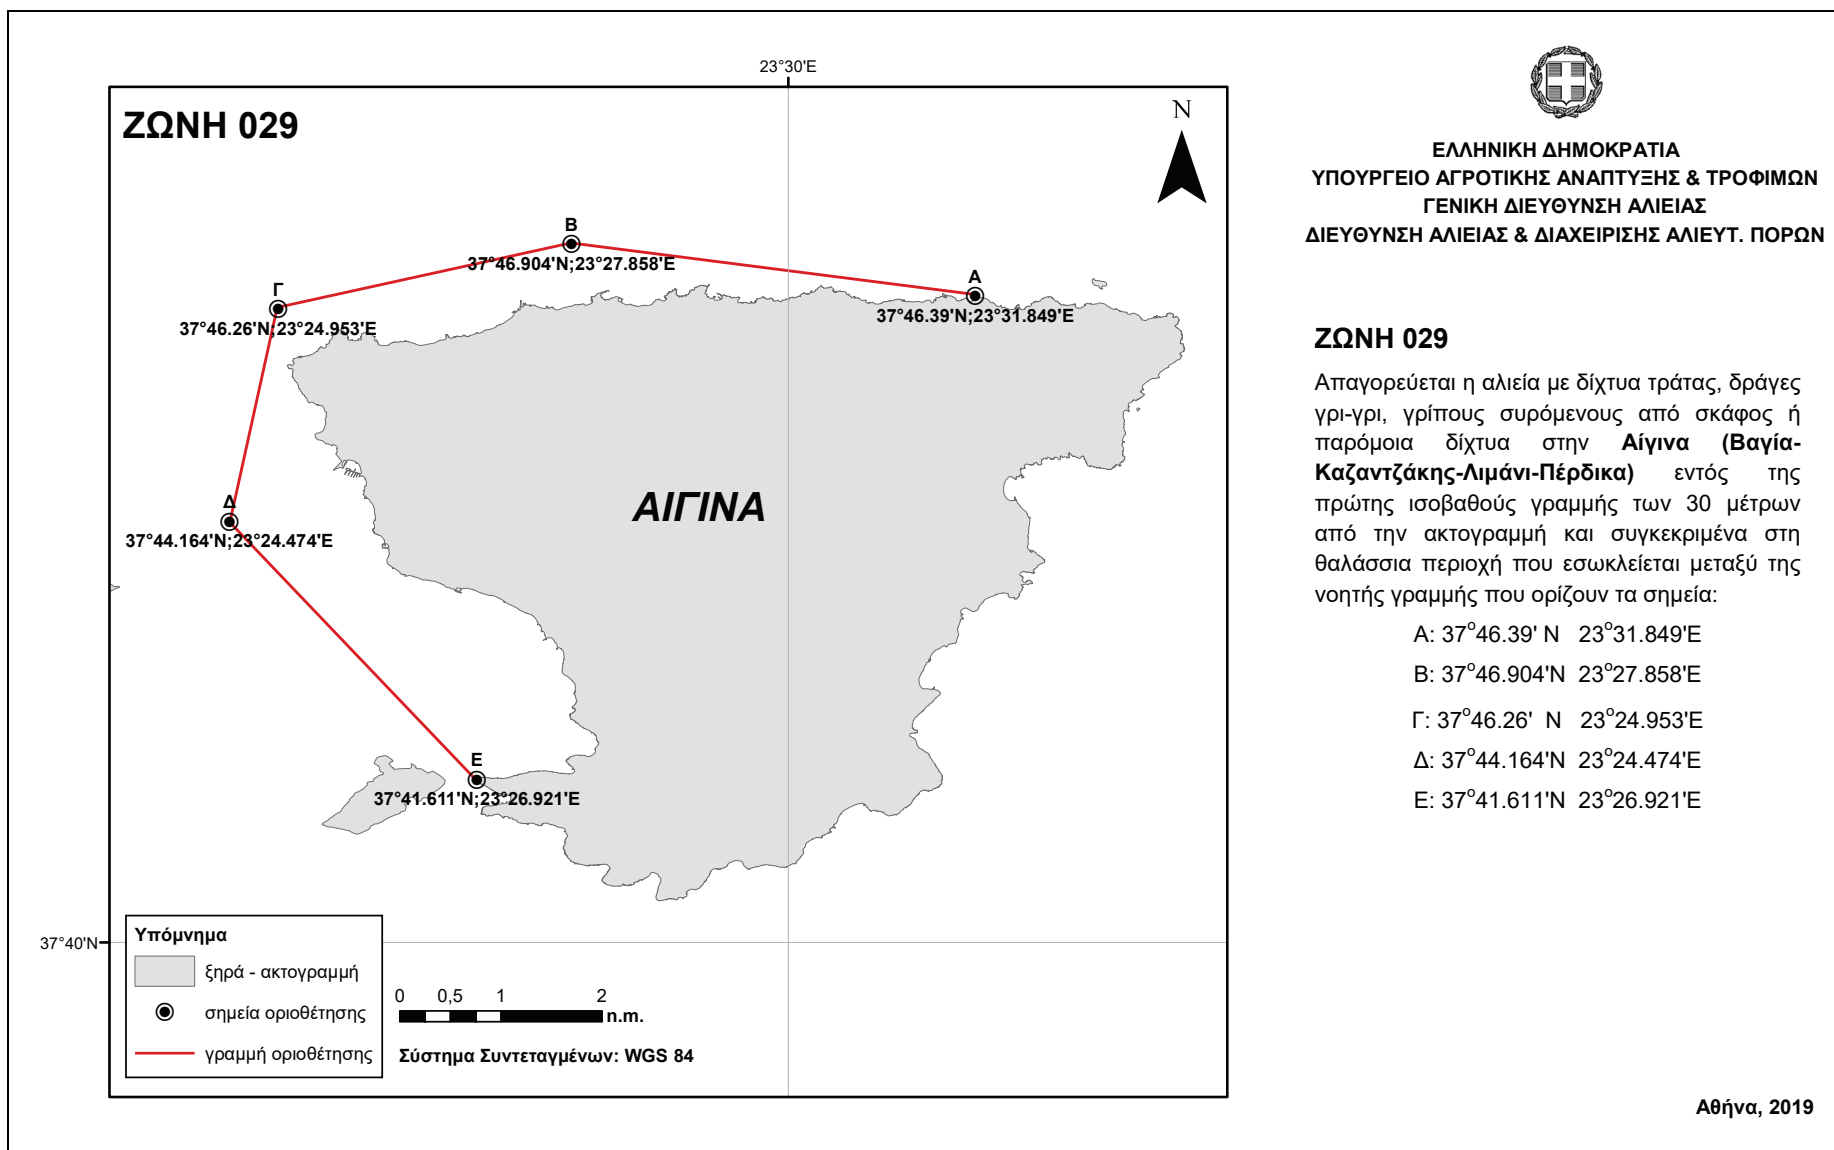 23°30'E
ΖΩΝΗ 029
N
B
37°46.904'N;23°27.858'E
A
37°46.39'N;23°31.849'E
Γ
37°46.26'N;23°24.953'E
ΑΙΓΙΝΑ
Δ
37°44.164'N;23°24.474'E
E
37°41.611'N;23°26.921'E
37°40'N
Υπόμνημα
ξηρά - ακτογραμμή
σημεία οριοθέτησης
γραμμή οριοθέτησης
0 0,5 1 2
n.m.
Σύστημα Συντεταγμένων: WGS 84
ΕΛΛΗΝΙΚΗ ΔΗΜΟΚΡΑΤΙΑ
ΥΠΟΥΡΓΕΙΟ ΑΓΡΟΤΙΚΗΣ ΑΝΑΠΤΥΞΗΣ & ΤΡΟΦΙΜΩΝ
ΓΕΝΙΚΗ ΔΙΕΥΘΥΝΣΗ ΑΛΙΕΙΑΣ
ΔΙΕΥΘΥΝΣΗ ΑΛΙΕΙΑΣ & ΔΙΑΧΕΙΡΙΣΗΣ ΑΛΙΕΥΤ. ΠΟΡΩΝ
ΖΩΝΗ 029
Απαγορεύεται η αλιεία με δίχτυα τράτας, δράγες
γρι-γρι, γρίπους συρόμενους από σκάφος ή
παρόμοια δίχτυα στην Αίγινα (Βαγία-
Καζαντζάκης-Λιμάνι-Πέρδικα) εντός της
πρώτης ισοβαθούς γραμμής των 30 μέτρων
από την ακτογραμμή και συγκεκριμένα στη
θαλάσσια περιοχή που εσωκλείεται μεταξύ της
νοητής γραμμής που ορίζουν τα σημεία:
Α: 37°46.39' N 23°31.849'E
Β: 37°46.904'N 23°27.858'E
Γ: 37°46.26' N 23°24.953'E
Δ: 37°44.164'N 23°24.474'E
Ε: 37°41.611'N 23°26.921'E
Αθήνα, 2019